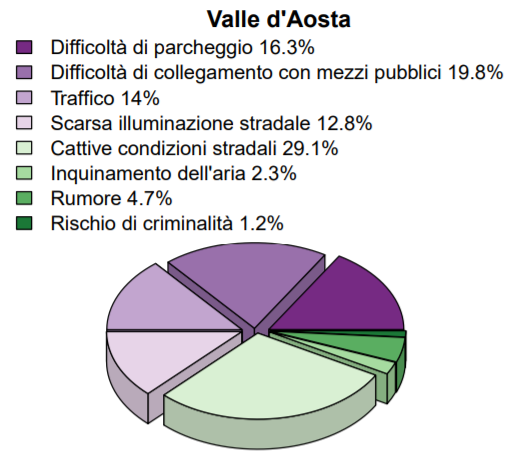 Valle d'Aosta
Difficoltà di parcheggio 16.3%
Difficoltà di collegamento con mezzi pubblici 19.8%
Traffico 14%
Scarsa illuminazione stradale 12.8%
Cattive condizioni stradali 29.1%
Inquinamento dell'aria 2.3%
Rumore 4.7%
Rischio di criminalità 1.2%